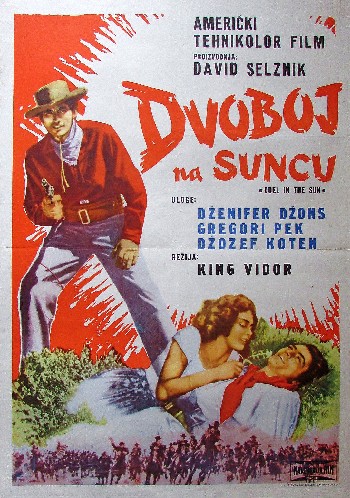 AMERIČKI
TEHNIKOLOR FILM
PROIZVODNJA:
DAVID SELZNIK
DVOBOJ
na SUNCU
"DUEL IN THE SUN"
ULOGE:
DŽENIFER DŽONS
GREGORI PEK
DŽOZEF KOTEN
REŽIJA:
KING VIDOR